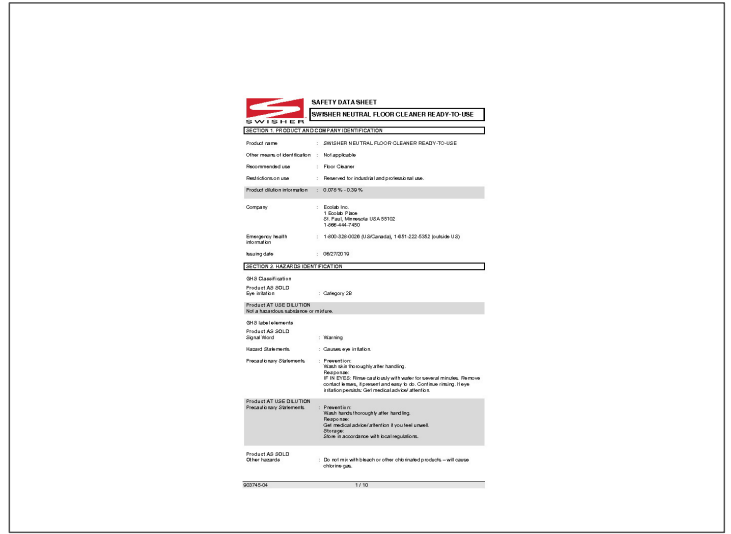 SAFETY DATA SHEET
SWISHER NEUTRAL FLOOR CLEANER READY-TO-USE
SWISHER
SECTION 1. PRODUCT AND COMPANY IDENTIFICATION
Product name : SWISHER NEUTRAL FLOOR CLEANER READY-TO-USE
Other means of identification : Not applicable
Recommended use : Floor Cleaner
Restrictions on use : Reserved for industrial and professional use.
Product dilution information : 0.078 % - 0.39 %
Company : Ecolab Inc.
1 Ecolab Place
St. Paul, Minnesota USA 55102
1-866-444-7450
Emergency health : 1-800-328-0026 (US/Canada), 1-651-222-5352 (outside US)
information
Issuing date : 06/27/2019
SECTION 2. HAZARDS IDENTIFICATION
GHS Classification
Product AS SOLD
Eye irritation : Category 2B
Product AT USE DILUTION
Not a hazardous substance or mixture.
GHS label elements
Product AS SOLD
Signal Word : Warning
Hazard Statements : Causes eye irritation.
Precautionary Statements : Prevention:
Wash skin thoroughly after handling.
Response:
IF IN EYES: Rinse cautiously with water for several minutes. Remove
contact lenses, if present and easy to do. Continue rinsing. If eye
irritation persists: Get medical advice/ attention.
Product AT USE DILUTION
Precautionary Statements : Prevention:
Wash hands thoroughly after handling.
Response:
Get medical advice/ attention if you feel unwell.
Storage:
Store in accordance with local regulations.
Product AS SOLD
Other hazards : Do not mix with bleach or other chlorinated products – will cause
chlorine gas.
903745-04 1 / 10